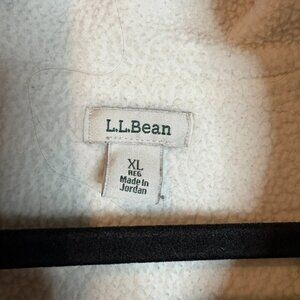 L.L.Bean
XL
REG
Made in
Jordan